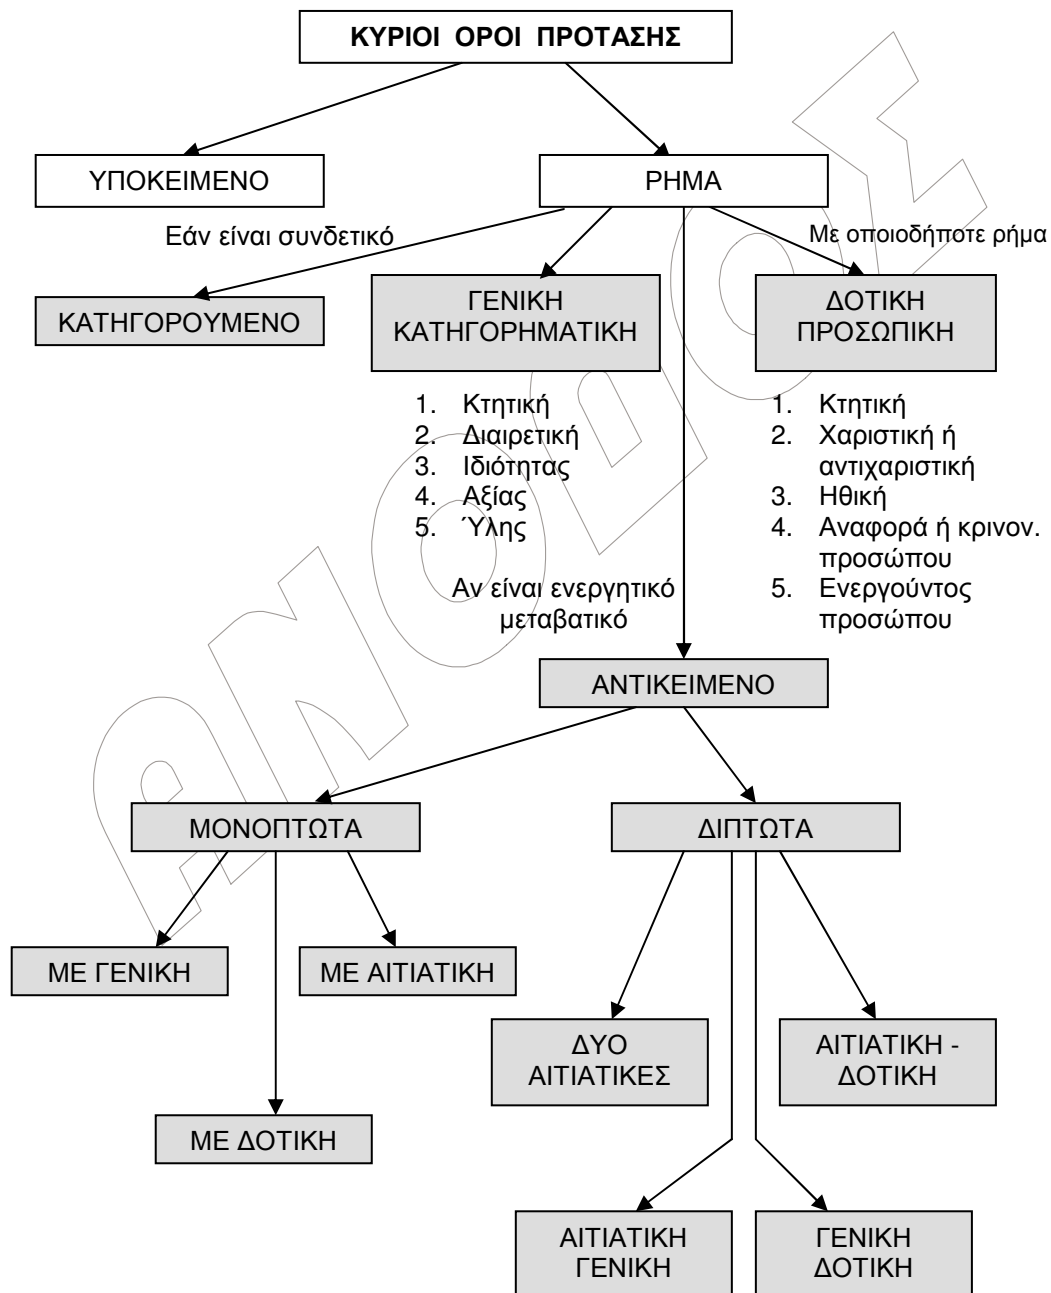 ΚΥΡΙΟΙ ΟΡΟΙ ΠΡΟΤΑΣΗΣ
ΥΠΟΚΕΙΜΕΝΟ
ΡΗΜΑ
Εάν είναι συνδετικό
Με οποιοδήποτε ρήμα
ΚΑΤΗΓΟΡΟΥΜΕΝΟ
ΓΕΝΙΚΗ
ΚΑΤΗΓΟΡΗΜΑΤΙΚΗ
ΔΟΤΙΚΗ
ΠΡΟΣΩΠΙΚΗ
1. Κτητική
2. Διαιρετική
3. Ιδιότητας
4. Αξίας
5. Ύλης
1. Κτητική
2. Χαριστική ή
αντιχαριστική
3. Ηθική
4. Αναφορά ή κρινον.
προσώπου
5. Ενεργούντος
προσώπου
Αν είναι ενεργητικό
μεταβατικό
ΑΝΤΙΚΕΙΜΕΝΟ
ΜΟΝΟΠΤΩΤΑ
ΔΙΠΤΩΤΑ
ΜΕ ΓΕΝΙΚΗ
ΜΕ ΑΙΤΙΑΤΙΚΗ
ΜΕ ΔΟΤΙΚΗ
ΔΥΟ
ΑΙΤΙΑΤΙΚΕΣ
ΑΙΤΙΑΤΙΚΗ -
ΔΟΤΙΚΗ
ΑΙΤΙΑΤΙΚΗ
ΓΕΝΙΚΗ
ΓΕΝΙΚΗ
ΔΟΤΙΚΗ